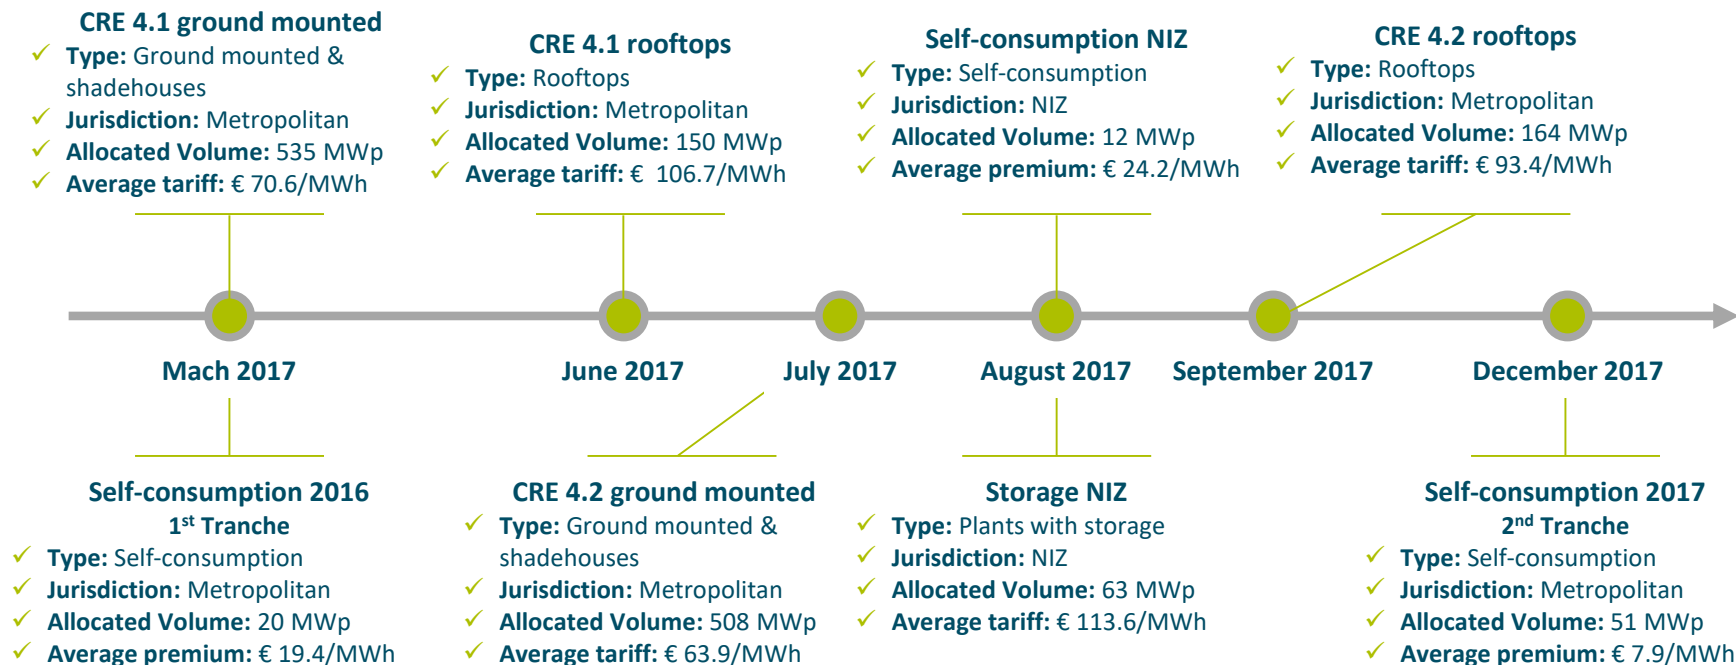 CRE 4.1 ground mounted
✓ Type: Ground mounted &
shadehouses
✓ Jurisdiction: Metropolitan
✓ Allocated Volume: 535 MWp
✓ Average tariff: € 70.6/MWh
CRE 4.1 rooftops
✓ Type: Rooftops
✓ Jurisdiction: Metropolitan
✓ Allocated Volume: 150 MWp
✓ Average tariff: € 106.7/MWh
Self-consumption NIZ
✓ Type: Self-consumption
✓ Jurisdiction: NIZ
✓ Allocated Volume: 12 MWp
✓ Average premium: € 24.2/MWh
CRE 4.2 rooftops
✓ Type: Rooftops
✓ Jurisdiction: Metropolitan
✓ Allocated Volume: 164 MWp
✓ Average tariff: € 93.4/MWh
Mach 2017
June 2017
July 2017
August 2017
September 2017
December 2017
Self-consumption 2016
1st Tranche
✓ Type: Self-consumption
✓ Jurisdiction: Metropolitan
✓ Allocated Volume: 20 MWp
✓ Average premium: € 19.4/MWh
CRE 4.2 ground mounted
✓ Type: Ground mounted &
shadehouses
✓ Jurisdiction: Metropolitan
✓ Allocated Volume: 508 MWp
✓ Average tariff: € 63.9/MWh
Storage NIZ
✓ Type: Plants with storage
✓ Jurisdiction: NIZ
✓ Allocated Volume: 63 MWp
✓ Average tariff: € 113.6/MWh
Self-consumption 2017
2nd Tranche
✓ Type: Self-consumption
✓ Jurisdiction: Metropolitan
✓ Allocated Volume: 51 MWp
✓ Average premium: € 7.9/MWh